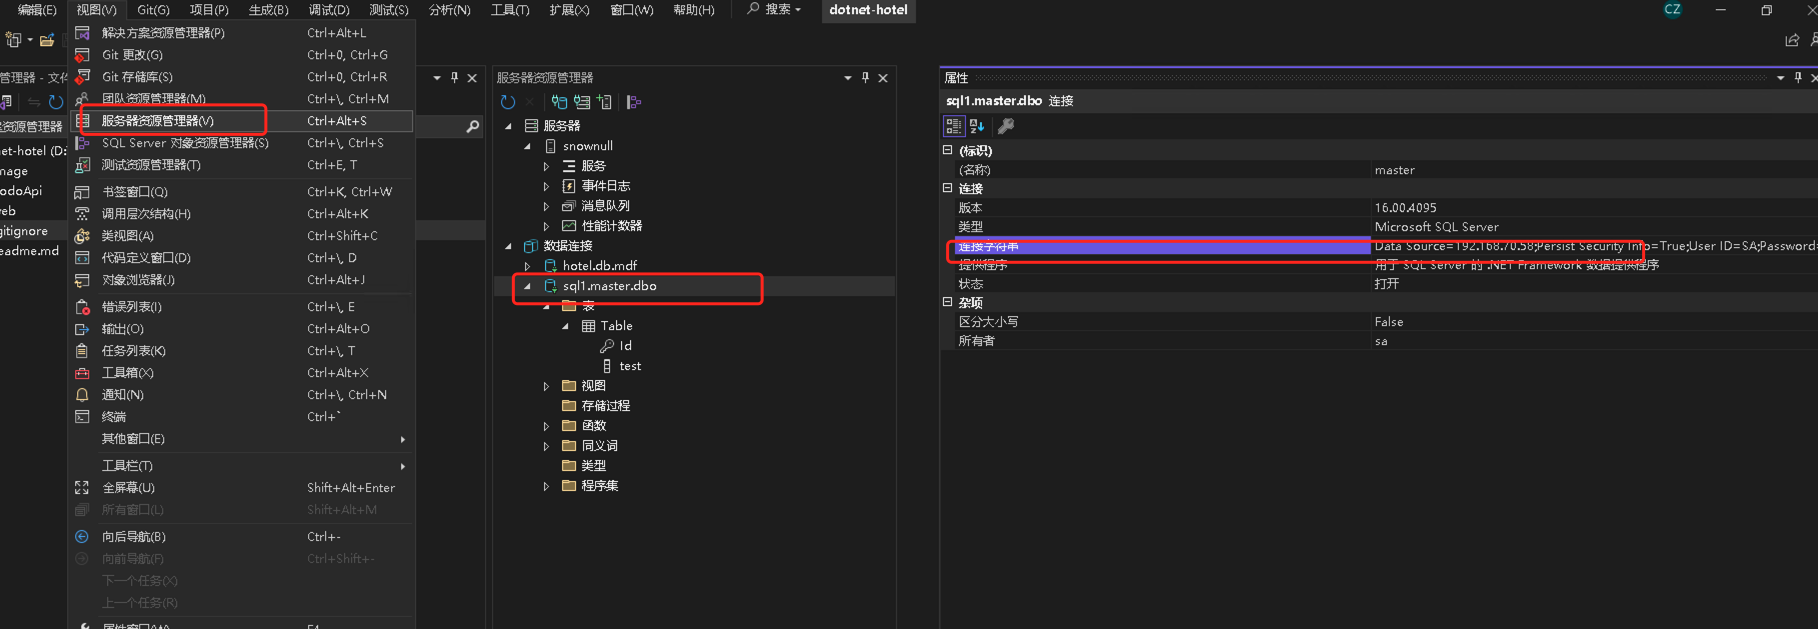 编辑(E) 视图(V) Git(G) 项目(P) 生成(B) 调试(D) 测试(S) 分析(N) 工具(T) 扩展(X) 窗口(W) 帮助(H) 搜索 dotnet-hotel CZ
解决方案资源管理器(P) Ctrl+Alt+L
Git 更改(G) Ctrl+0, Ctrl+G
Git 存储库(S) Ctrl+0, Ctrl+R
团队资源管理器(M) Ctrl+\, Ctrl+M
服务器资源管理器(V) Ctrl+Alt+S
SQL Server 对象资源管理器(S) Ctrl+\, Ctrl+S
测试资源管理器(T) Ctrl+E, T
书签窗口(Q) Ctrl+K, Ctrl+W
调用层次结构(H) Ctrl+Alt+K
类视图(A) Ctrl+Shift+C
代码定义窗口(D) Ctrl+\, D
对象浏览器(J) Ctrl+Alt+J
错误列表(I) Ctrl+\, E
输出(O) Ctrl+Alt+O
任务列表(K) Ctrl+\, T
工具箱(X) Ctrl+Alt+X
通知(N) Ctrl+\, Ctrl+N
终端 Ctrl+`
其他窗口(E)
工具栏(T)
全屏幕(U) Shift+Alt+Enter
所有窗口(L) Shift+Alt+M
向后导航(B) Ctrl+-
向前导航(F) Ctrl+Shift+-
下一个任务(X)
上一个任务(R)
属性窗口(W) F4
管理器 - 文
资源管理器
net-hotel (D:
mage
odoApi
web
gitignore
eadme.md
服务器资源管理器
服务器
snownull
服务
事件日志
消息队列
性能计数器
数据连接
hotel.db.mdf
sql1.master.dbo
表
Table
Id
test
视图
存储过程
函数
同义词
类型
程序集
属性
sql1.master.dbo 连接
(标识)
(名称) master
连接
版本 16.00.4095
类型 Microsoft SQL Server
连接字符串 Data Source=192.168.70.58;Persist Security Info=True;User ID=SA;Password=
提供程序 用于 SQL Server 的 .NET Framework 数据提供程序
状态 打开
杂项
区分大小写 False
所有者 sa